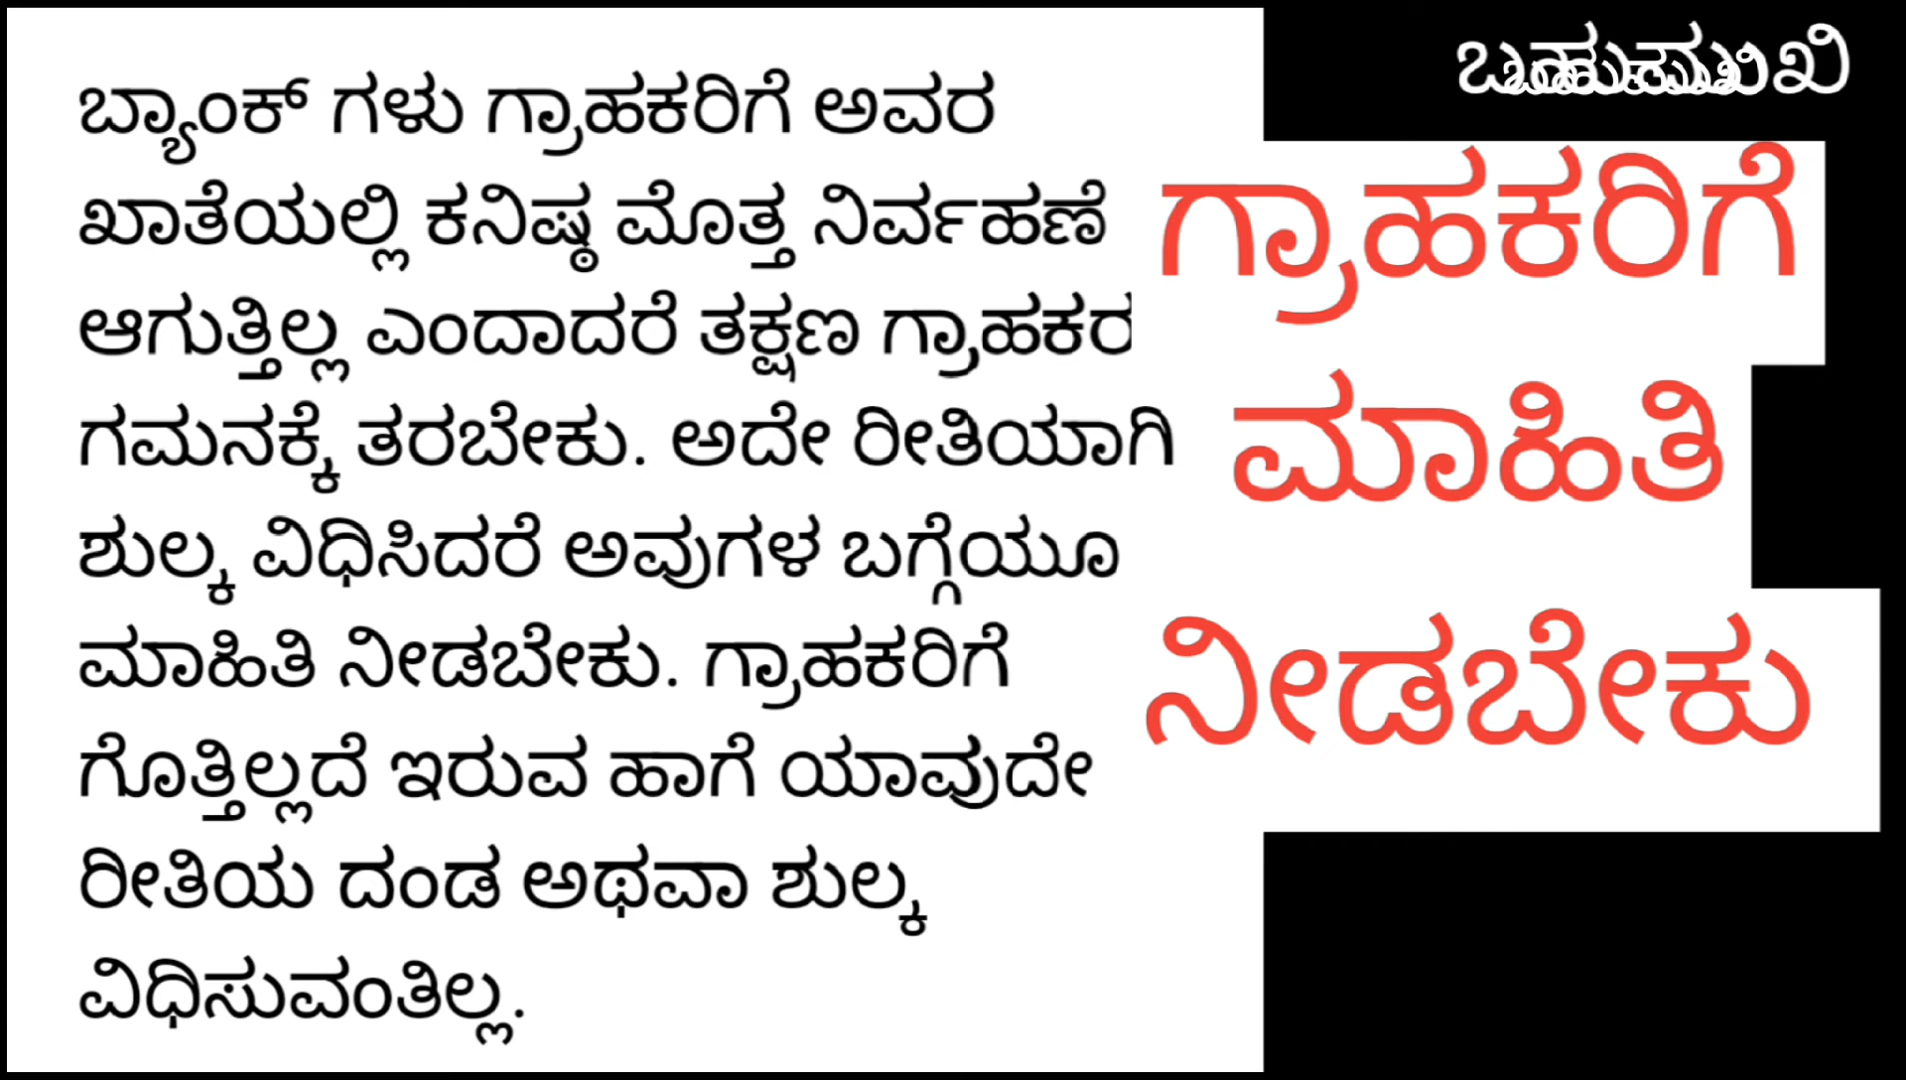 ಬ್ಯಾಂಕ್ ಗಳು ಗ್ರಾಹಕರಿಗೆ ಅವರ
ಖಾತೆಯಲ್ಲಿ ಕನಿಷ್ಠ ಮೊತ್ತ ನಿರ್ವಹಣೆ
ಆಗುತ್ತಿಲ್ಲ ಎಂದಾದರೆ ತಕ್ಷಣ ಗ್ರಾಹಕರ
ಗಮನಕ್ಕೆ ತರಬೇಕು. ಅದೇ ರೀತಿಯಾಗಿ
ಶುಲ್ಕ ವಿಧಿಸಿದರೆ ಅವುಗಳ ಬಗ್ಗೆಯೂ
ಮಾಹಿತಿ ನೀಡಬೇಕು. ಗ್ರಾಹಕರಿಗೆ
ಗೊತ್ತಿಲ್ಲದೆ ಇರುವ ಹಾಗೆ ಯಾವುದೇ
ರೀತಿಯ ದಂಡ ಅಥವಾ ಶುಲ್ಕ
ವಿಧಿಸುವಂತಿಲ್ಲ.
ಬಹುಮುಖಿ
ಗ್ರಾಹಕರಿಗೆ
ಮಾಹಿತಿ
ನೀಡಬೇಕು